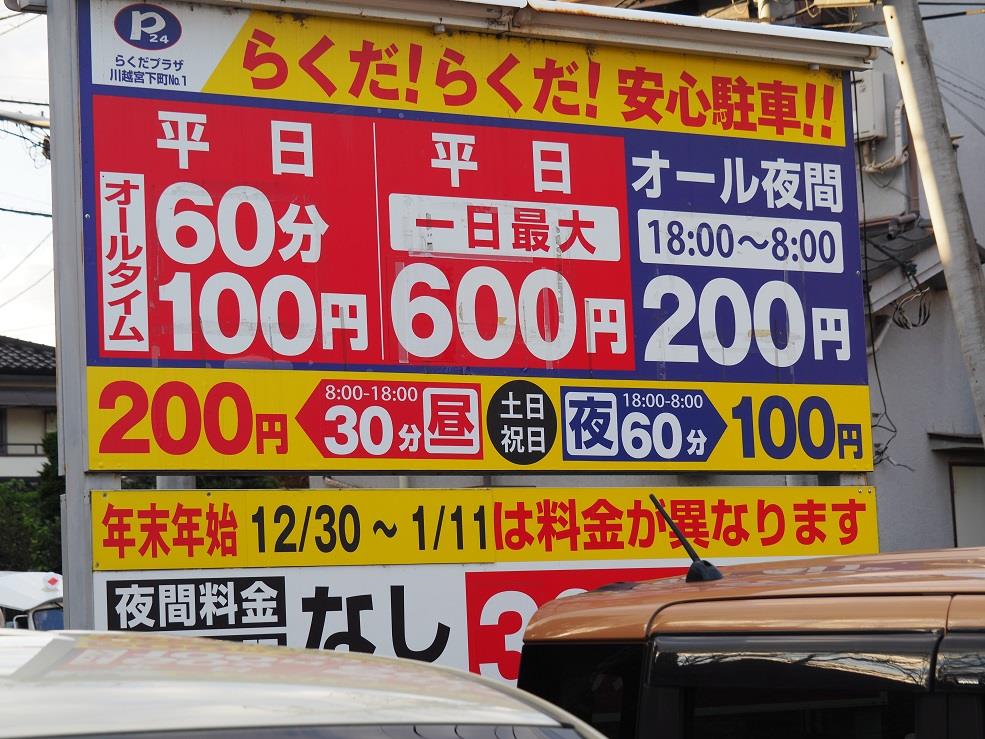 P24
らくだプラザ
川越宮下町No.1
らくだ!らくだ!安心駐車!!
平日
オールタイム
60分
100円
平日
一日最大
600円
オール夜間
18:00～8:00
200円
200円
8:00-18:00
30分
昼
土日
祝日
夜
18:00-8:00
60分
100円
年末年始 12/30 ~ 1/11は料金が異なります
夜間料金
なし